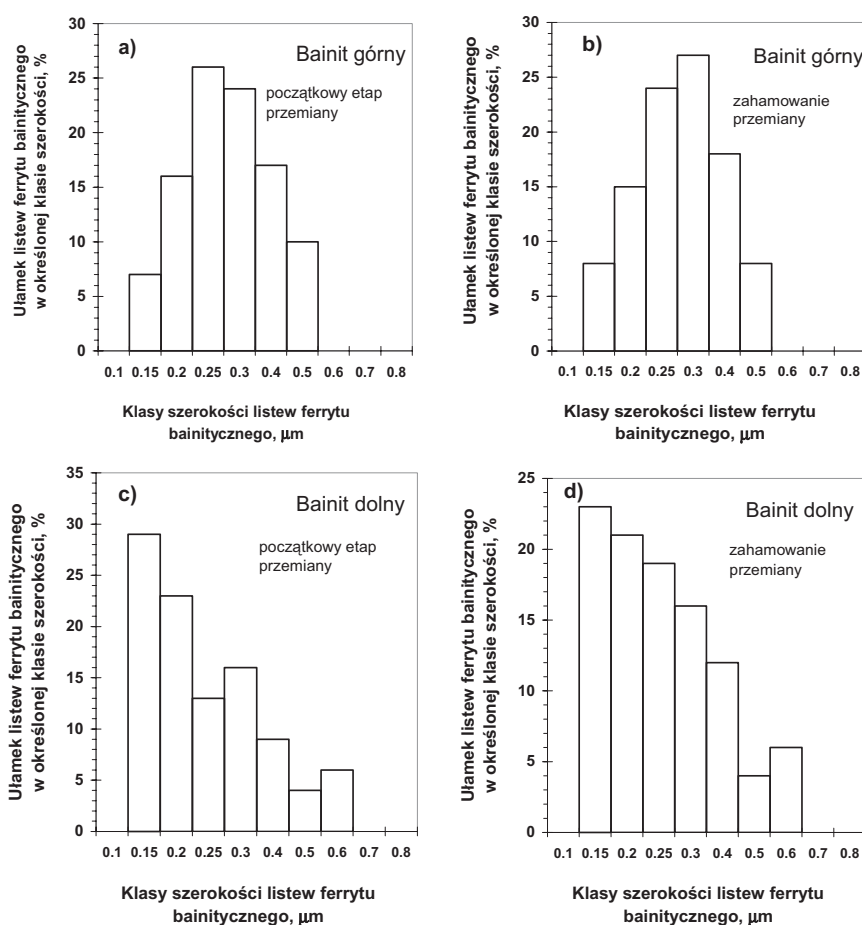 Ułamek listew ferrytu bainitycznego
w określonej klasie szerokości, %
30
25
20
15
10
5
0
a)
Bainit górny
początkowy etap
przemiany
0.1 0.15 0.2 0.25 0.3 0.4 0.5 0.6 0.7 0.8
Klasy szerokości listew ferrytu
bainitycznego, µm
Ułamek listew ferrytu bainitycznego
w określonej klasie szerokości, %
30
25
20
15
10
5
0
b)
Bainit górny
zahamowanie
przemiany
0.1 0.15 0.2 0.25 0.3 0.4 0.5 0.6 0.7 0.8
Klasy szerokości listew ferrytu
bainitycznego, µm
Ułamek listew ferrytu bainitycznego
w określonej klasie szerokości, %
35
30
25
20
15
10
5
0
c)
Bainit dolny
początkowy etap
przemiany
0.1 0.15 0.2 0.25 0.3 0.4 0.5 0.6 0.7 0.8
Klasy szerokości listew ferrytu
bainitycznego, µm
Ułamek listew ferrytu bainitycznego
w określonej klasie szerokości, %
25
20
15
10
5
0
d)
Bainit dolny
zahamowanie
przemiany
0.1 0.15 0.2 0.25 0.3 0.4 0.5 0.6 0.7 0.8
Klasy szerokości listew ferrytu
bainitycznego, µm